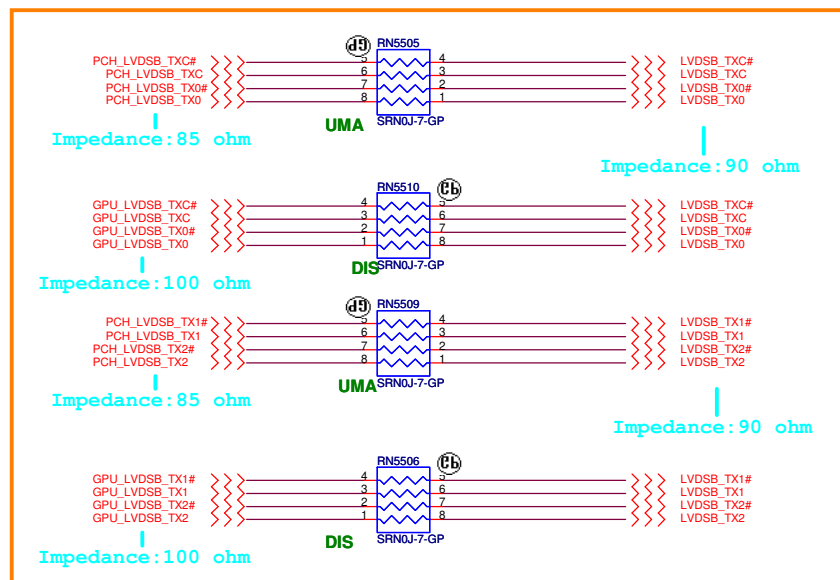 RN5505
PCH_LVDSB_TXC# 5 4 LVDSB_TXC#
PCH_LVDSB_TXC 6 3 LVDSB_TXC
PCH_LVDSB_TX0# 7 2 LVDSB_TX0#
PCH_LVDSB_TX0 8 1 LVDSB_TX0
UMA SRN0J-7-GP
Impedance:85 ohm
Impedance:90 ohm
RN5510
GPU_LVDSB_TXC# 4 5 LVDSB_TXC#
GPU_LVDSB_TXC 3 6 LVDSB_TXC
GPU_LVDSB_TX0# 2 7 LVDSB_TX0#
GPU_LVDSB_TX0 1 8 LVDSB_TX0
DIS SRN0J-7-GP
Impedance:100 ohm
RN5509
PCH_LVDSB_TX1# 5 4 LVDSB_TX1#
PCH_LVDSB_TX1 6 3 LVDSB_TX1
PCH_LVDSB_TX2# 7 2 LVDSB_TX2#
PCH_LVDSB_TX2 8 1 LVDSB_TX2
UMA SRN0J-7-GP
Impedance:85 ohm
Impedance:90 ohm
RN5506
GPU_LVDSB_TX1# 4 5 LVDSB_TX1#
GPU_LVDSB_TX1 3 6 LVDSB_TX1
GPU_LVDSB_TX2# 2 7 LVDSB_TX2#
GPU_LVDSB_TX2 1 8 LVDSB_TX2
DIS SRN0J-7-GP
Impedance:100 ohm